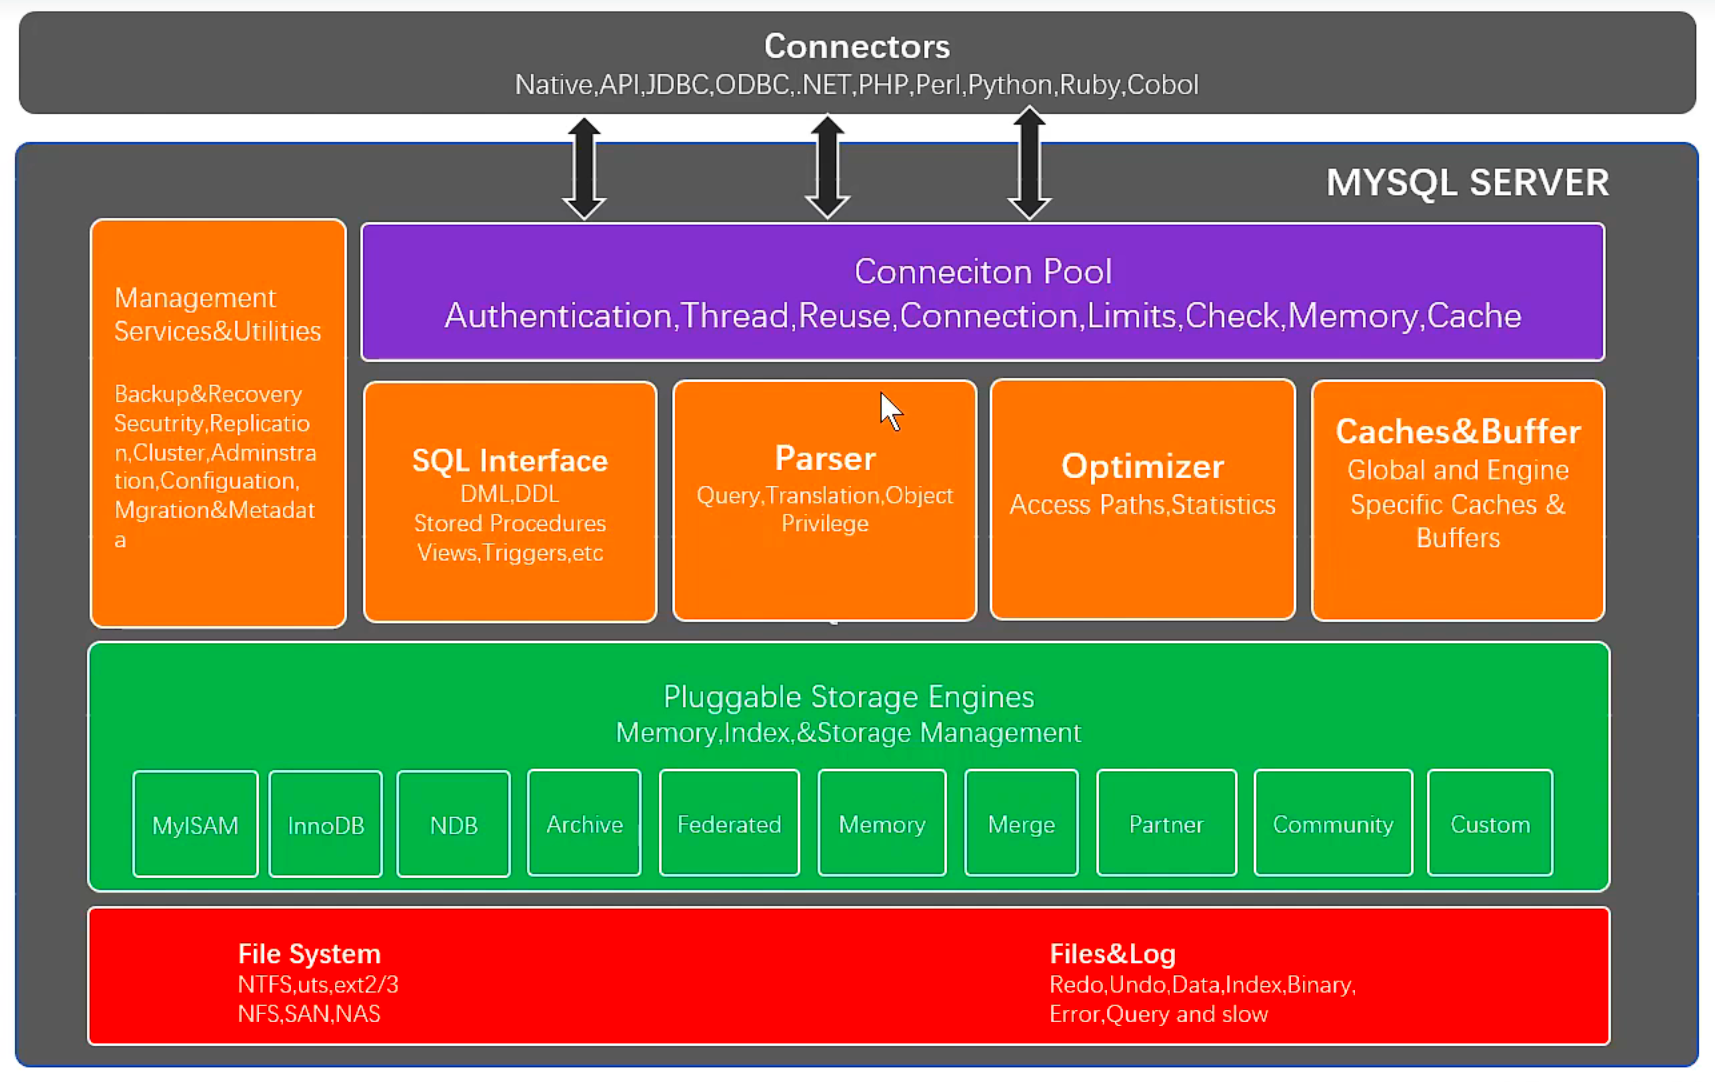 Connectors
Native,API,JDBC,ODBC,.NET,PHP,Perl,Python,Ruby,Cobol
MYSQL SERVER
Management
Services&Utilities
Backup&Recovery
Secutrity,Replicatio
n,Cluster,Adminstra
tion,Configuation,
Mgration&Metadat
a
Conneciton Pool
Authentication,Thread,Reuse,Connection,Limits,Check,Memory,Cache
SQL Interface
DML,DDL
Stored Procedures
Views,Triggers,etc
Parser
Query,Translation,Object
Privilege
Optimizer
Access Paths,Statistics
Caches&Buffer
Global and Engine
Specific Caches &
Buffers
Pluggable Storage Engines
Memory,Index,&Storage Management
MyISAM
InnoDB
NDB
Archive
Federated
Memory
Merge
Partner
Community
Custom
File System
NTFS,uts,ext2/3
NFS,SAN,NAS
Files&Log
Redo,Undo,Data,Index,Binary,
Error,Query and slow